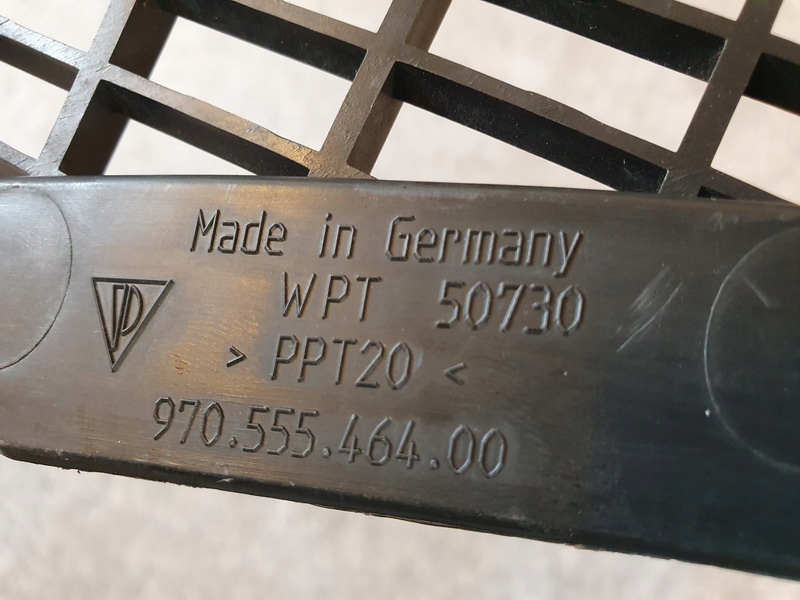 Made in Germany
WPT 50730
> PPT20 <
970.555.464.00